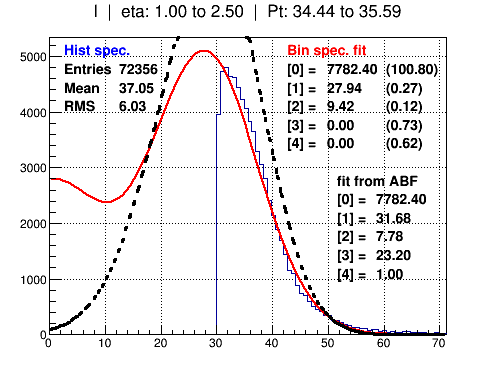 I | eta: 1.00 to 2.50 | Pt: 34.44 to 35.59
Hist spec.
Entries 72356
Mean 37.05
RMS 6.03
Bin spec. fit
[0] = 7782.40 (100.80)
[1] = 27.94 (0.27)
[2] = 9.42 (0.12)
[3] = 0.00 (0.73)
[4] = 0.00 (0.62)
fit from ABF
[0] = 7782.40
[1] = 31.68
[2] = 7.78
[3] = 23.20
[4] = 1.00
5000
4000
3000
2000
1000
0
0 10 20 30 40 50 60 70